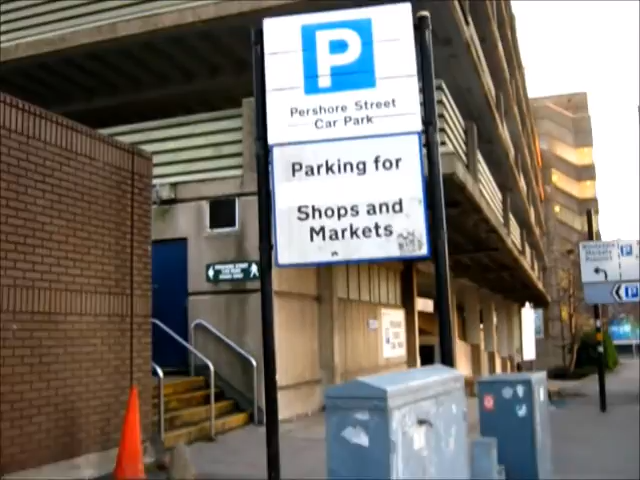 P
Pershore Street
Car Park
Parking for
Shops and
Markets
P
P